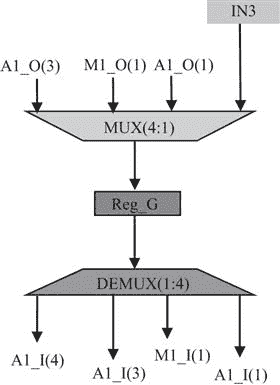 IN3
A1_O(3) M1_O(1) A1_O(1)
MUX(4:1)
Reg_G
DEMUX(1:4)
A1_I(4) A1_I(3) M1_I(1) A1_I(1)